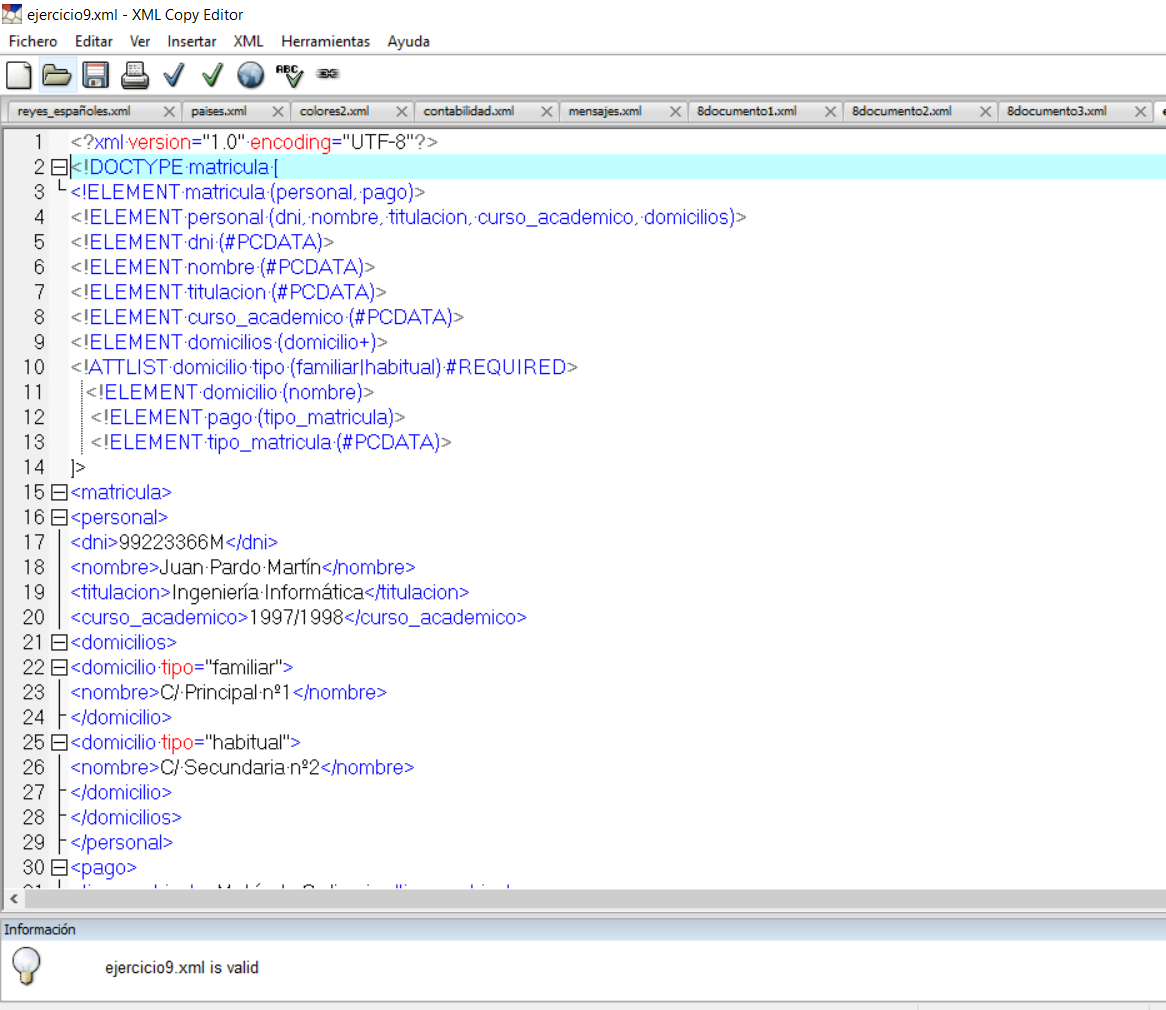 ejercicio9.xml - XML Copy Editor
Fichero Editar Ver Insertar XML Herramientas Ayuda
ABC
reyes_españoles.xml paises.xml colores2.xml contabilidad.xml mensajes.xml 8documento1.xml 8documento2.xml 8documento3.xml
1 <?xml version="1.0" encoding="UTF-8"?>
2 <!DOCTYPE matricula [
3 <!ELEMENT matricula (personal, pago)>
4 <!ELEMENT personal (dni, nombre, titulacion, curso_academico, domicilios)>
5 <!ELEMENT dni (#PCDATA)>
6 <!ELEMENT nombre (#PCDATA)>
7 <!ELEMENT titulacion (#PCDATA)>
8 <!ELEMENT curso_academico (#PCDATA)>
9 <!ELEMENT domicilios (domicilio+)>
10 <!ATTLIST domicilio tipo (familiar|habitual) #REQUIRED>
11 <!ELEMENT domicilio (nombre)>
12 <!ELEMENT pago (tipo_matricula)>
13 <!ELEMENT tipo_matricula (#PCDATA)>
14 ]>
15 <matricula>
16 <personal>
17 <dni>99223366M</dni>
18 <nombre>Juan Pardo Martín</nombre>
19 <titulacion>Ingeniería Informática</titulacion>
20 <curso_academico>1997/1998</curso_academico>
21 <domicilios>
22 <domicilio tipo="familiar">
23 <nombre>C/ Principal nº1</nombre>
24 </domicilio>
25 <domicilio tipo="habitual">
26 <nombre>C/ Secundaria nº2</nombre>
27 </domicilio>
28 </domicilios>
29 </personal>
30 <pago>
Información
ejercicio9.xml is valid